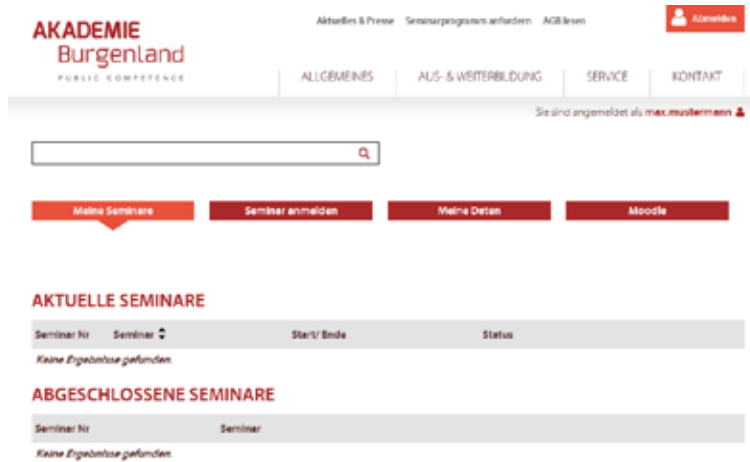 AKADEMIE
Burgenland
PUBLIC COMPETENCE
Aktuelles & Presse Seminarprogramm anfordern AGB lesen
Abmelden
ALLGEMEINES AUS- & WEITERBILDUNG SERVICE KONTAKT
Sie sind angemeldet als max.mustermann
Meine Seminare Seminar anmelden Meine Daten Moodle
AKTUELLE SEMINARE
Seminar Nr Seminar Start/Ende Status
Keine Ergebnisse gefunden.
ABGESCHLOSSENE SEMINARE
Seminar Nr Seminar
Keine Ergebnisse gefunden.